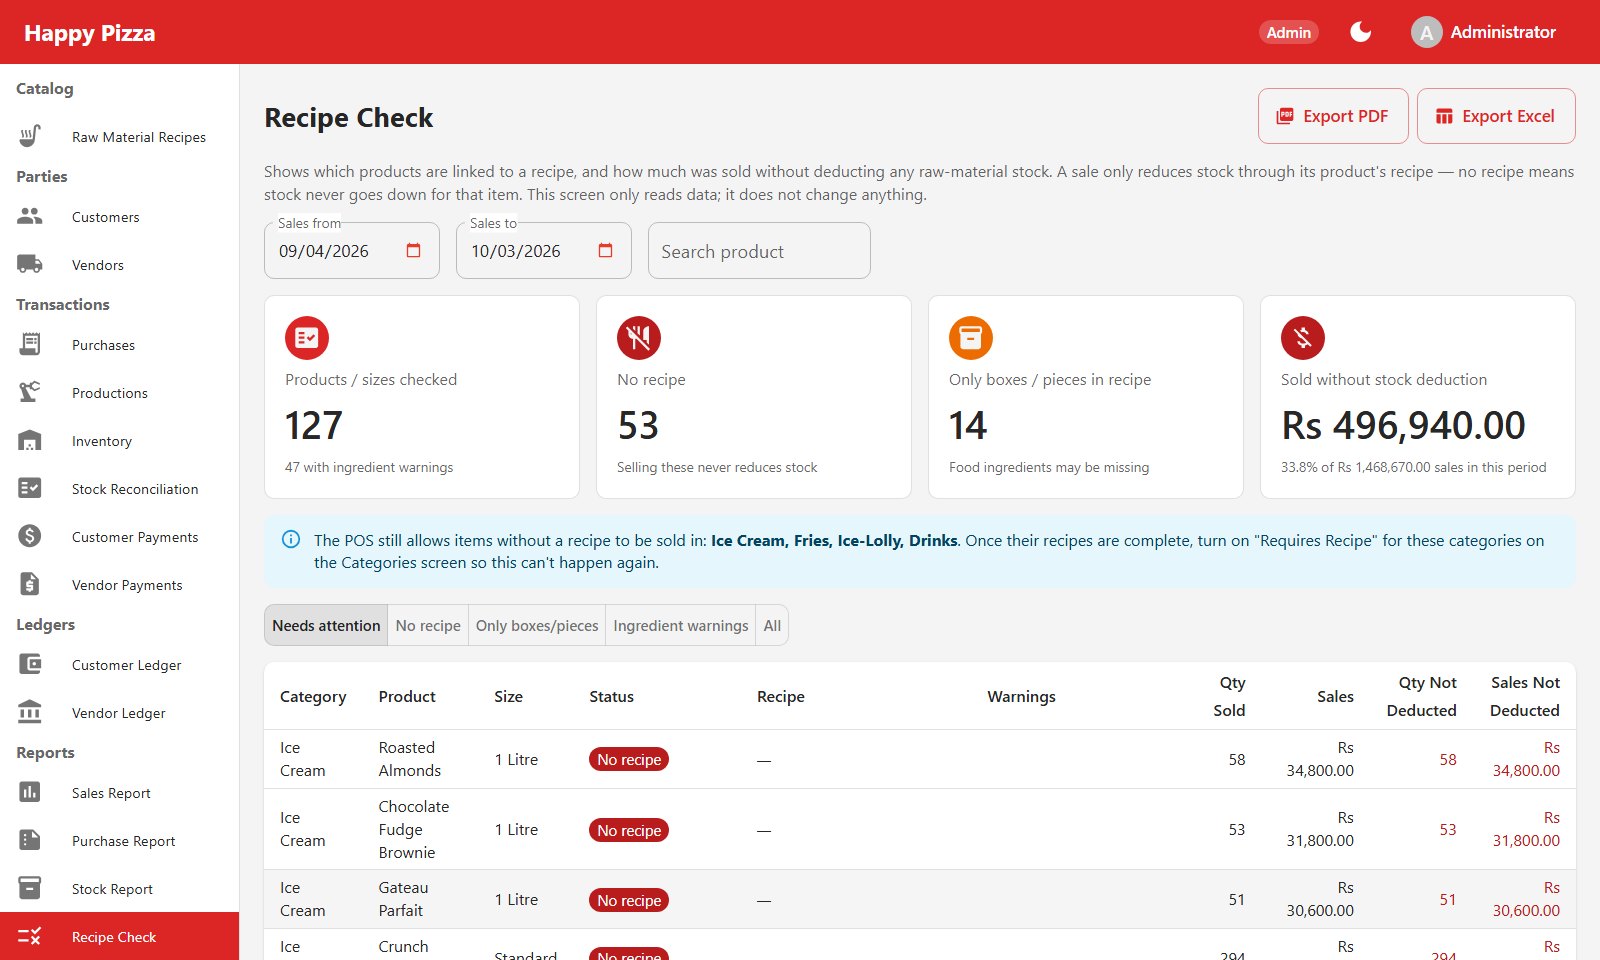 Happy Pizza
Admin
A
Administrator
Catalog
Raw Material Recipes
Parties
Customers
Vendors
Transactions
Purchases
Productions
Inventory
Stock Reconciliation
Customer Payments
Vendor Payments
Ledgers
Customer Ledger
Vendor Ledger
Reports
Sales Report
Purchase Report
Stock Report
Recipe Check
Recipe Check
PDF
Export PDF
Export Excel
Shows which products are linked to a recipe, and how much was sold without deducting any raw-material stock. A sale only reduces stock through its product's recipe — no recipe means
stock never goes down for that item. This screen only reads data; it does not change anything.
Sales from
09/04/2026
Sales to
10/03/2026
Search product
Products / sizes checked
127
47 with ingredient warnings
No recipe
53
Selling these never reduces stock
Only boxes / pieces in recipe
14
Food ingredients may be missing
Sold without stock deduction
Rs 496,940.00
33.8% of Rs 1,468,670.00 sales in this period
The POS still allows items without a recipe to be sold in: Ice Cream, Fries, Ice-Lolly, Drinks. Once their recipes are complete, turn on "Requires Recipe" for these categories on
the Categories screen so this can't happen again.
Needs attention
No recipe
Only boxes/pieces
Ingredient warnings
All
Category
Product
Size
Status
Recipe
Warnings
Qty
Sold
Sales
Qty Not
Deducted
Sales Not
Deducted
Ice
Cream
Roasted
Almonds
1 Litre
No recipe
—
58
Rs
34,800.00
58
Rs
34,800.00
Ice
Cream
Chocolate
Fudge
Brownie
1 Litre
No recipe
—
53
Rs
31,800.00
53
Rs
31,800.00
Ice
Cream
Gateau
Parfait
1 Litre
No recipe
—
51
Rs
30,600.00
51
Rs
30,600.00
Ice
Crunch
Standard
No recipe
294
Rs
294
Rs